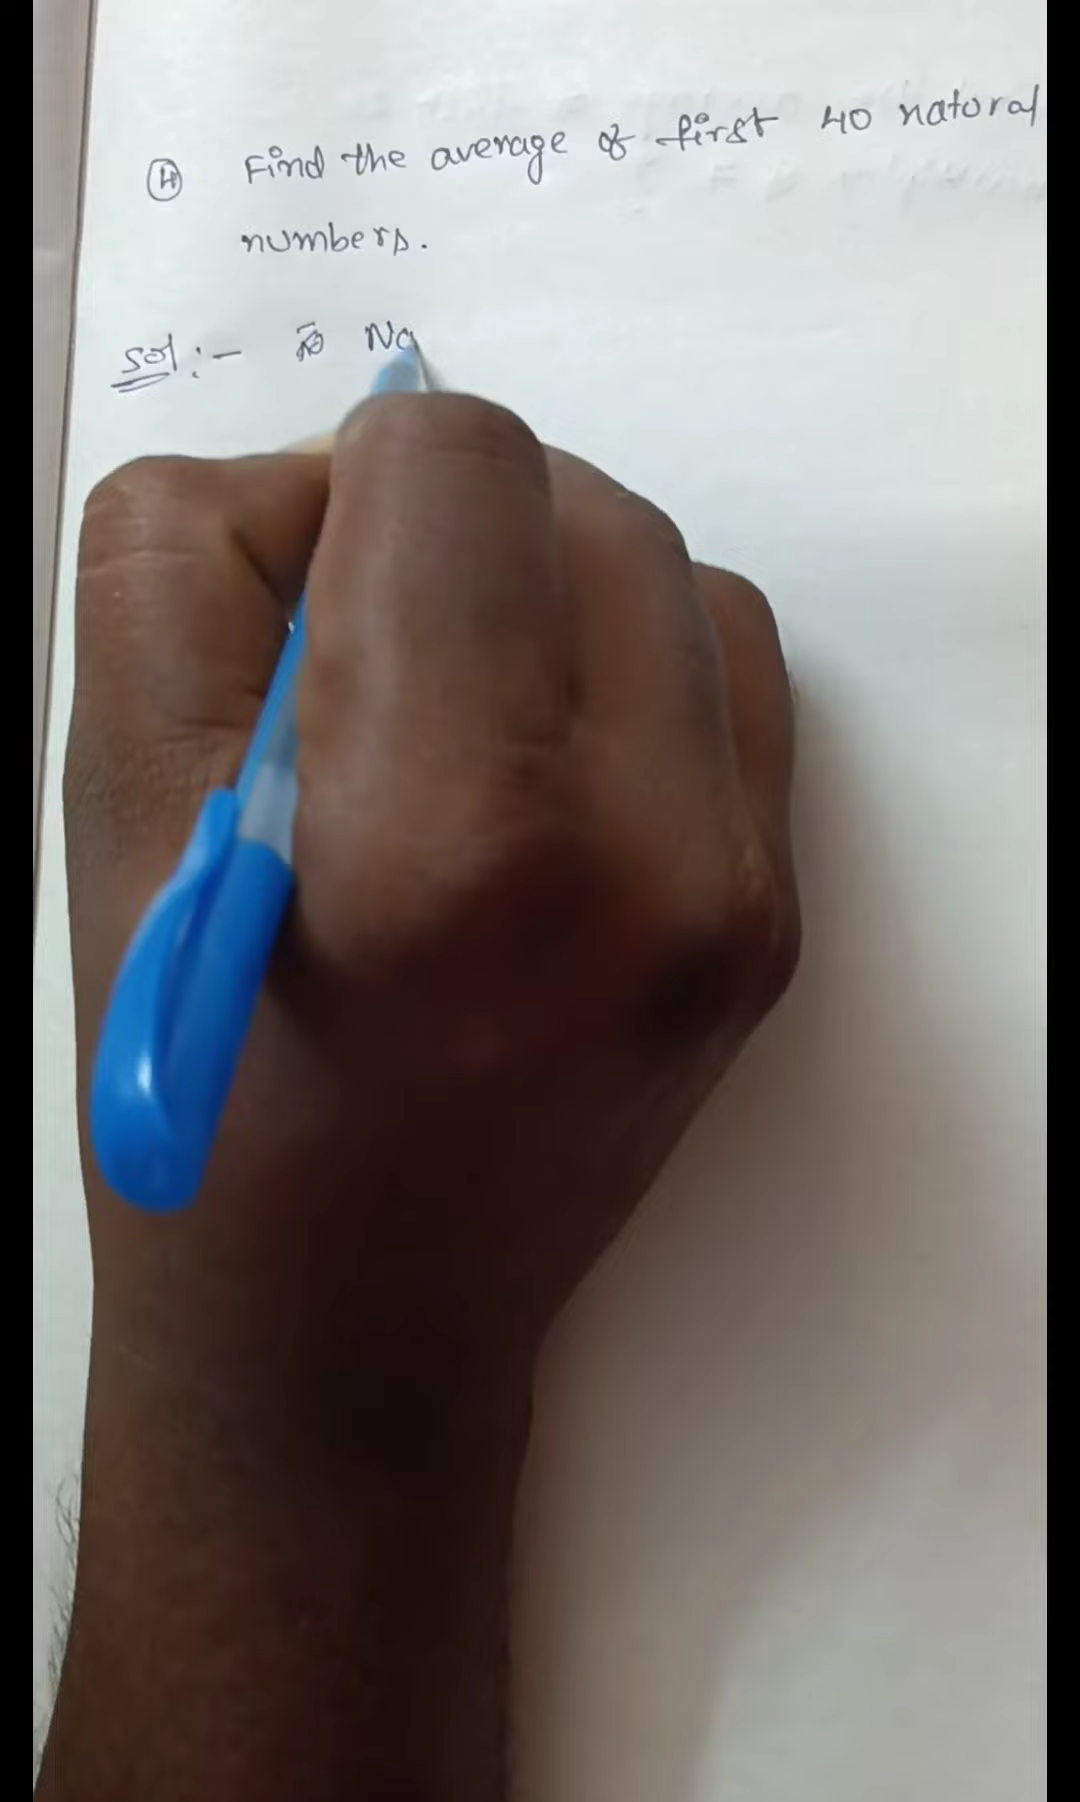 ④ Find the average of first 40 natural
numbers.
Sol :- Na